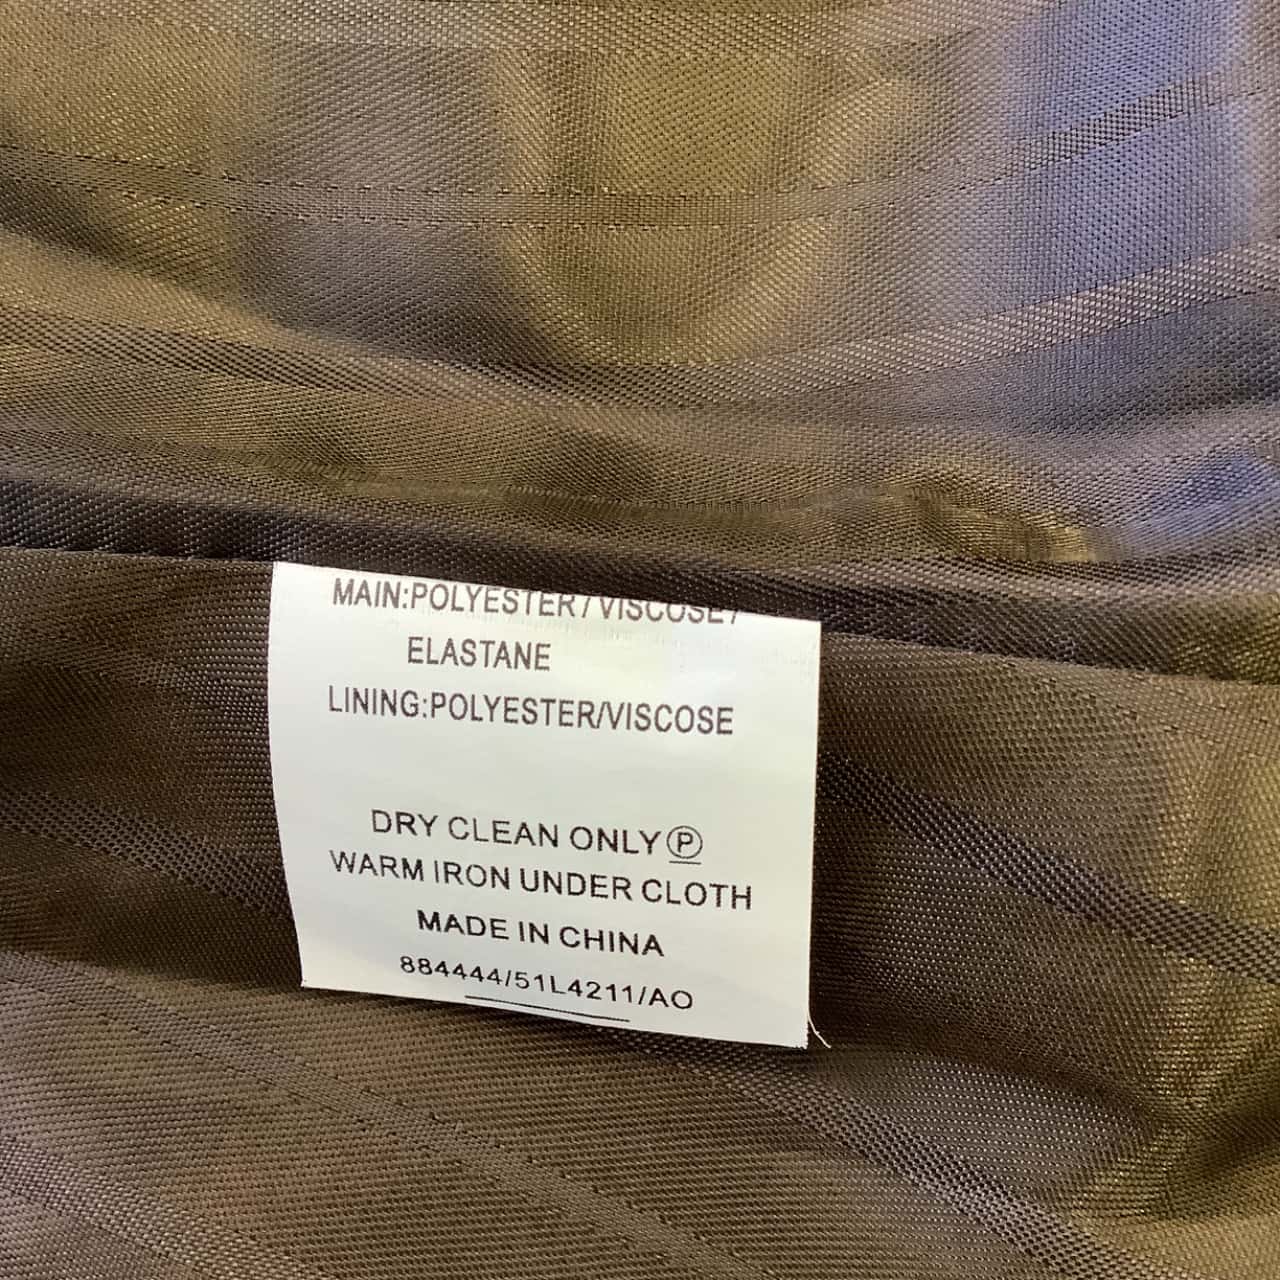 MAIN:POLYESTER/VISCOSE/
ELASTANE
LINING:POLYESTER/VISCOSE
DRY CLEAN ONLY Ⓟ
WARM IRON UNDER CLOTH
MADE IN CHINA
884444/51L4211/AO